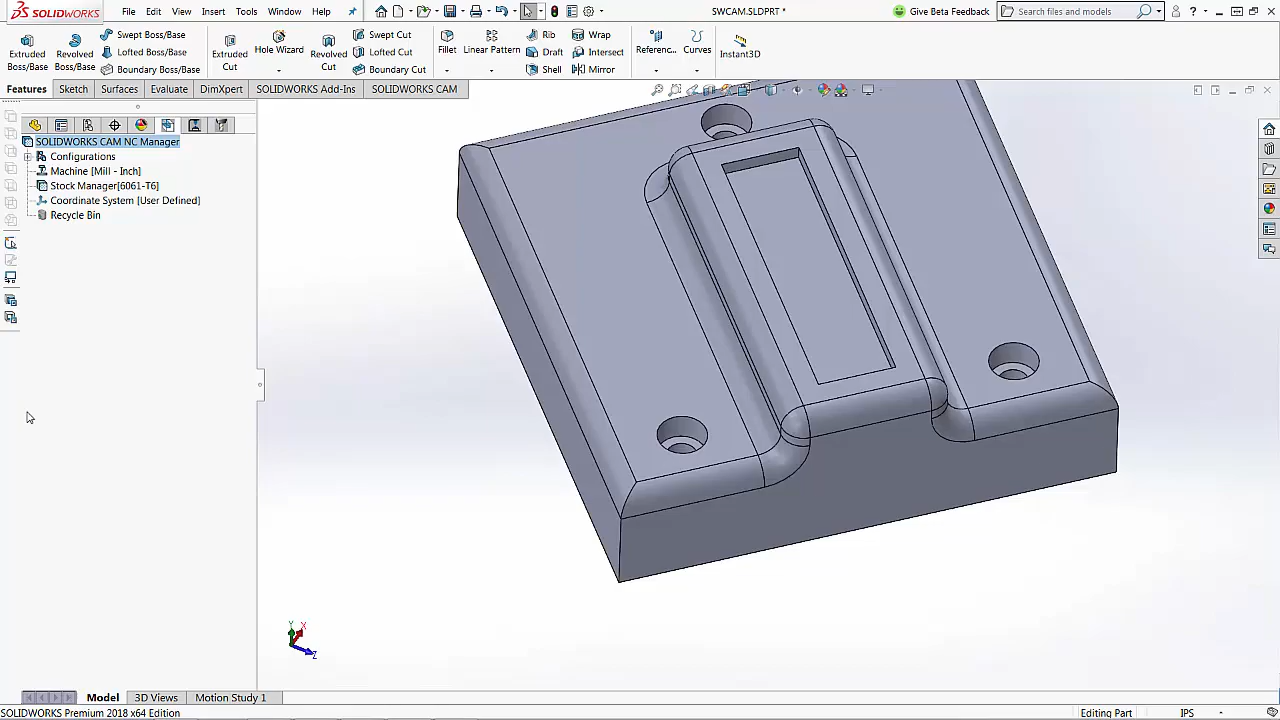 SOLIDWORKS File Edit View Insert Tools Window Help SWCAM.SLDPRT * Give Beta Feedback Search files and models
Extruded Boss/Base
Revolved Boss/Base
Swept Boss/Base
Lofted Boss/Base
Boundary Boss/Base
Extruded Cut
Hole Wizard
Revolved Cut
Swept Cut
Lofted Cut
Boundary Cut
Fillet
Linear Pattern
Rib
Draft
Shell
Wrap
Intersect
Mirror
Referenc...
Curves
Instant3D
Features Sketch Surfaces Evaluate DimXpert SOLIDWORKS Add-Ins SOLIDWORKS CAM
SOLIDWORKS CAM NC Manager
Configurations
Machine [Mill - Inch]
Stock Manager[6061-T6]
Coordinate System [User Defined]
Recycle Bin
Y X
Z
Model 3D Views Motion Study 1
SOLIDWORKS Premium 2018 x64 Edition Editing Part IPS